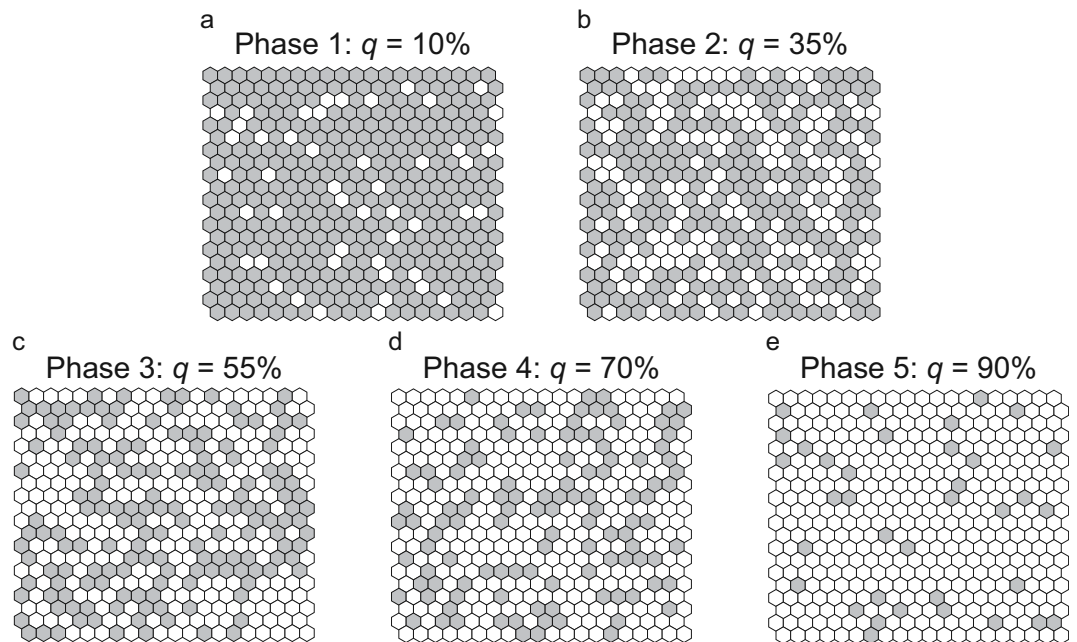 a
Phase 1: q = 10%
b
Phase 2: q = 35%
c
Phase 3: q = 55%
d
Phase 4: q = 70%
e
Phase 5: q = 90%